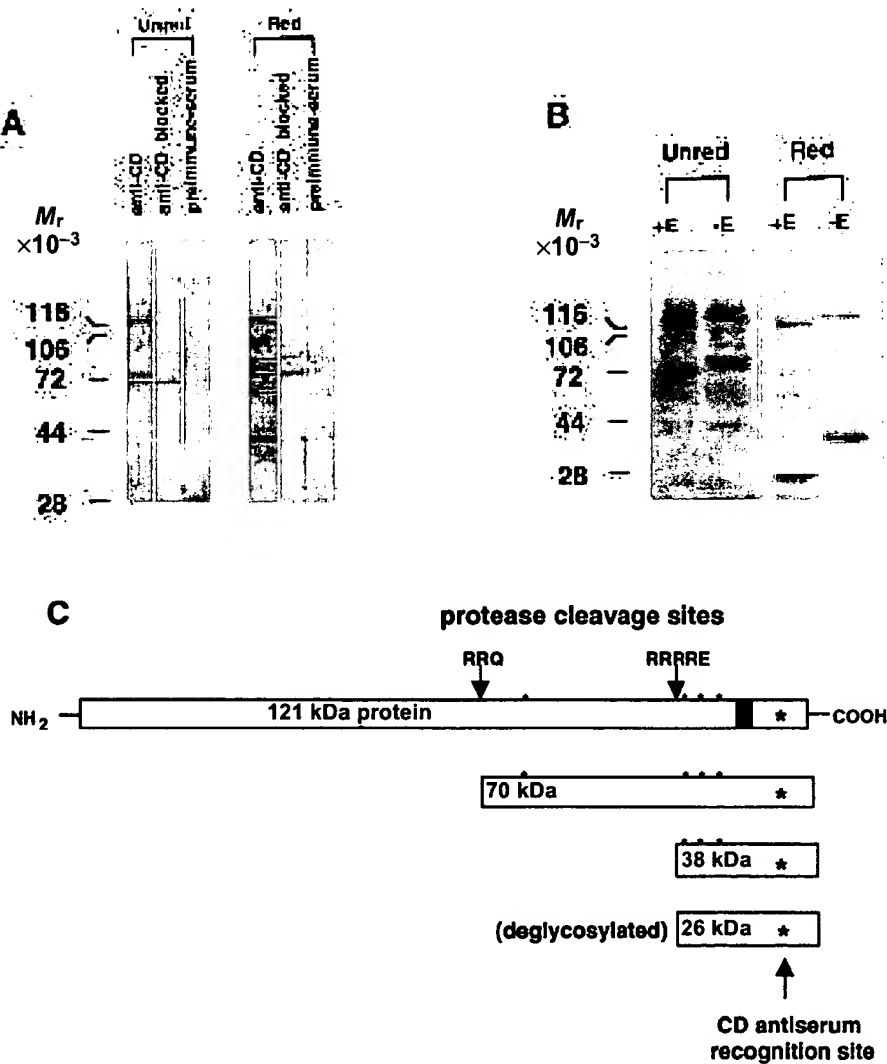 A
Red
anti-CD
anti-CD blocked
preimmune-serum
anti-CD
anti-CD blocked
preimmune-serum
Mr
×10−3
116
106
72
44
28
B
Unred
Red
Mr
×10−3
+E
-E
+E
-E
116
106
72
44
28
C
protease cleavage sites
RRQ
RRRRE
NH2
121 kDa protein
*
COOH
70 kDa
*
38 kDa
*
(deglycosylated)
26 kDa
*
CD antiserum
recognition site